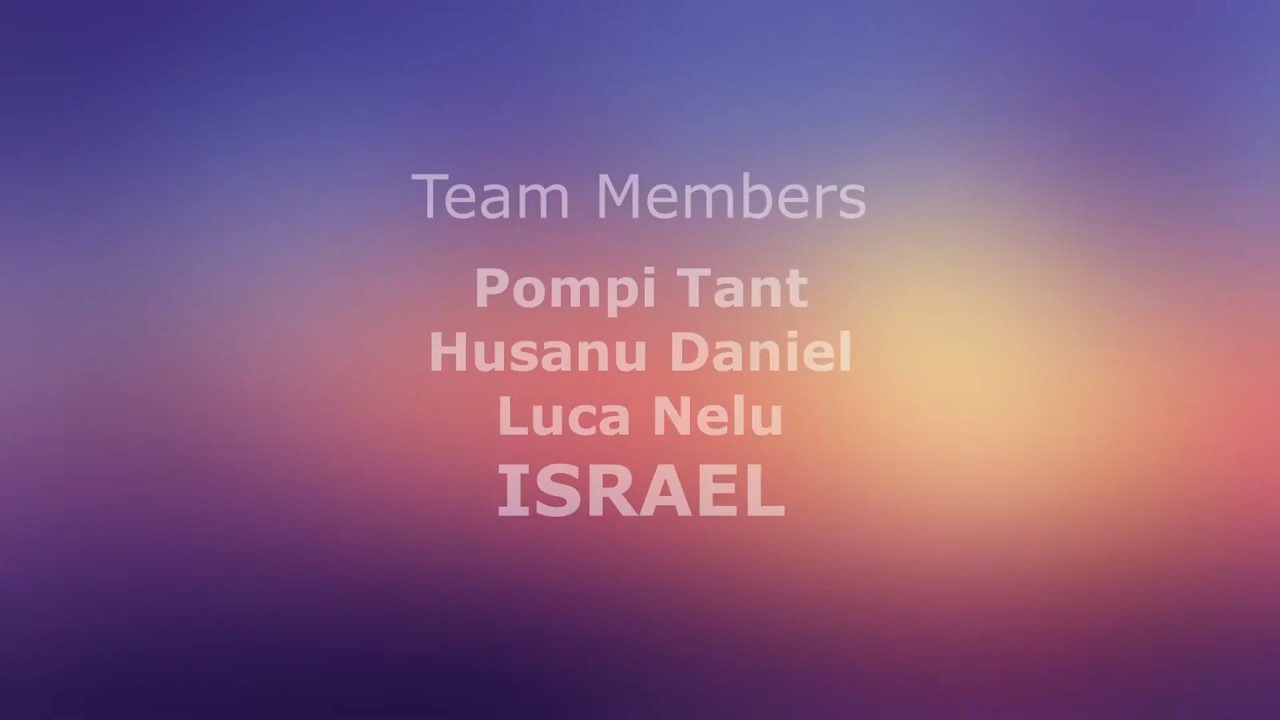 Team Members
Pompi Tant
Husanu Daniel
Luca Nelu
ISRAEL